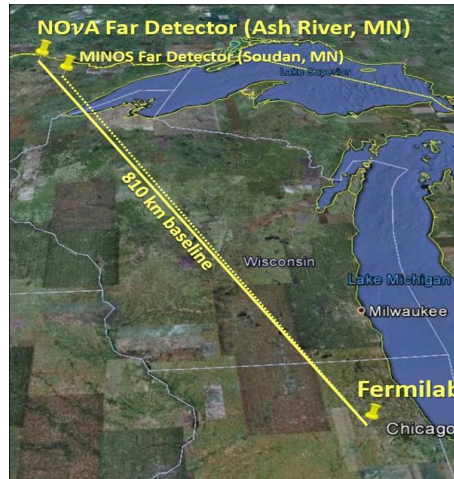 NOνA Far Detector (Ash River, MN)
MINOS Far Detector (Soudan, MN)
Lake Superior
810 km baseline
Wisconsin
Lake Michigan
Milwaukee
Fermilab
Chicago